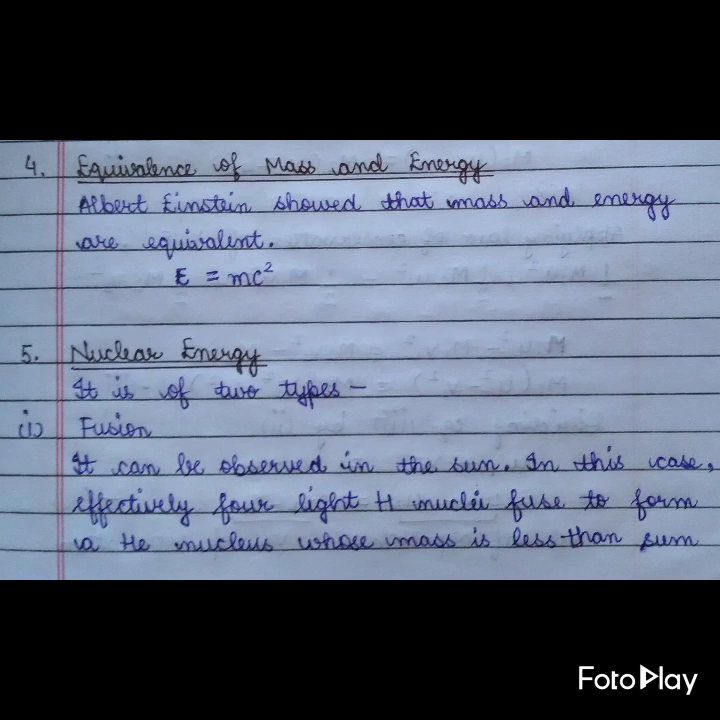 4. Equivalence of Mass and Energy
Albert Einstein showed that mass and energy
are equivalent.
E = mc²
5. Nuclear Energy
It is of two types –
(i) Fusion
It can be observed in the sun. In this case,
effectively four light H nuclei fuse to form
a He nucleus whose mass is less than sum
FotoPlay